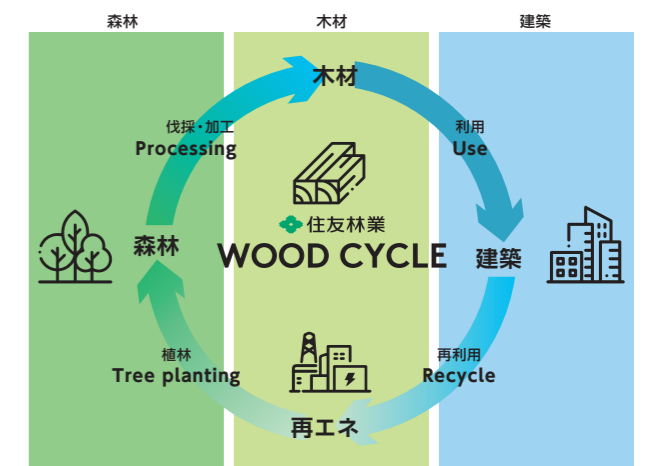 森林
木材
建築
木材
伐採・加工
Processing
利用
Use
住友林業
WOOD CYCLE
森林
建築
植林
Tree planting
再利用
Recycle
再エネ